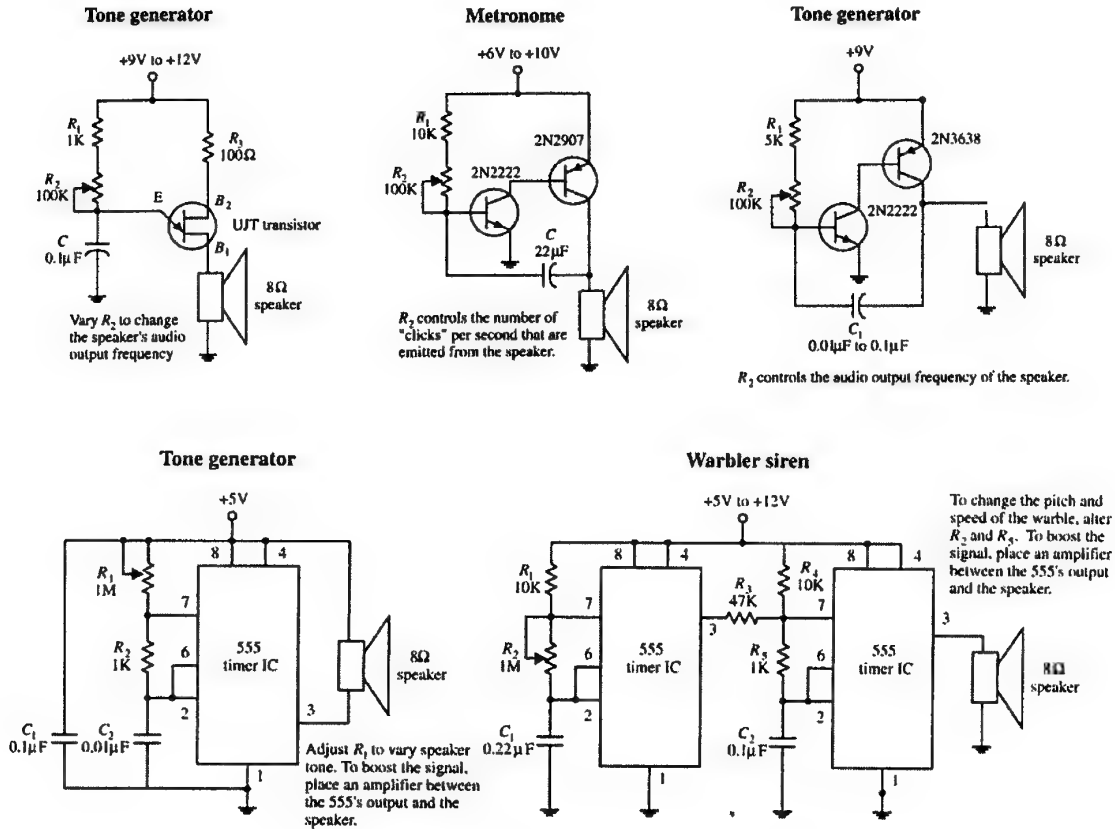 Tone generator
+9V to +12V
R1
1K
R3
100Ω
R2
100K
E
B2
UJT transistor
C
0.1µF
B1
8Ω
speaker
Vary R2 to change
the speaker's audio
output frequency
Metronome
+6V to +10V
R1
10K
2N2907
R2
100K
2N2222
C
22µF
8Ω
speaker
R2 controls the number of
"clicks" per second that are
emitted from the speaker.
Tone generator
+9V
R1
5K
2N3638
R2
100K
2N2222
8Ω
speaker
C1
0.01µF to 0.1µF
R2 controls the audio output frequency of the speaker.
Tone generator
+5V
8
4
R1
1M
7
R2
1K
6
555
timer IC
8Ω
speaker
2
3
C1
0.1µF
C2
0.01µF
1
Adjust R1 to vary speaker
tone. To boost the signal,
place an amplifier between
the 555's output and the
speaker.
Warbler siren
+5V to +12V
8
4
R1
10K
7
R2
1M
6
555
timer IC
2
3
C1
0.22µF
1
R3
47K
R4
10K
8
4
7
R5
1K
6
555
timer IC
2
3
C2
0.1µF
1
8Ω
speaker
To change the pitch and
speed of the warble, alter
R2 and R5. To boost the
signal, place an amplifier
between the 555's output
and the speaker.